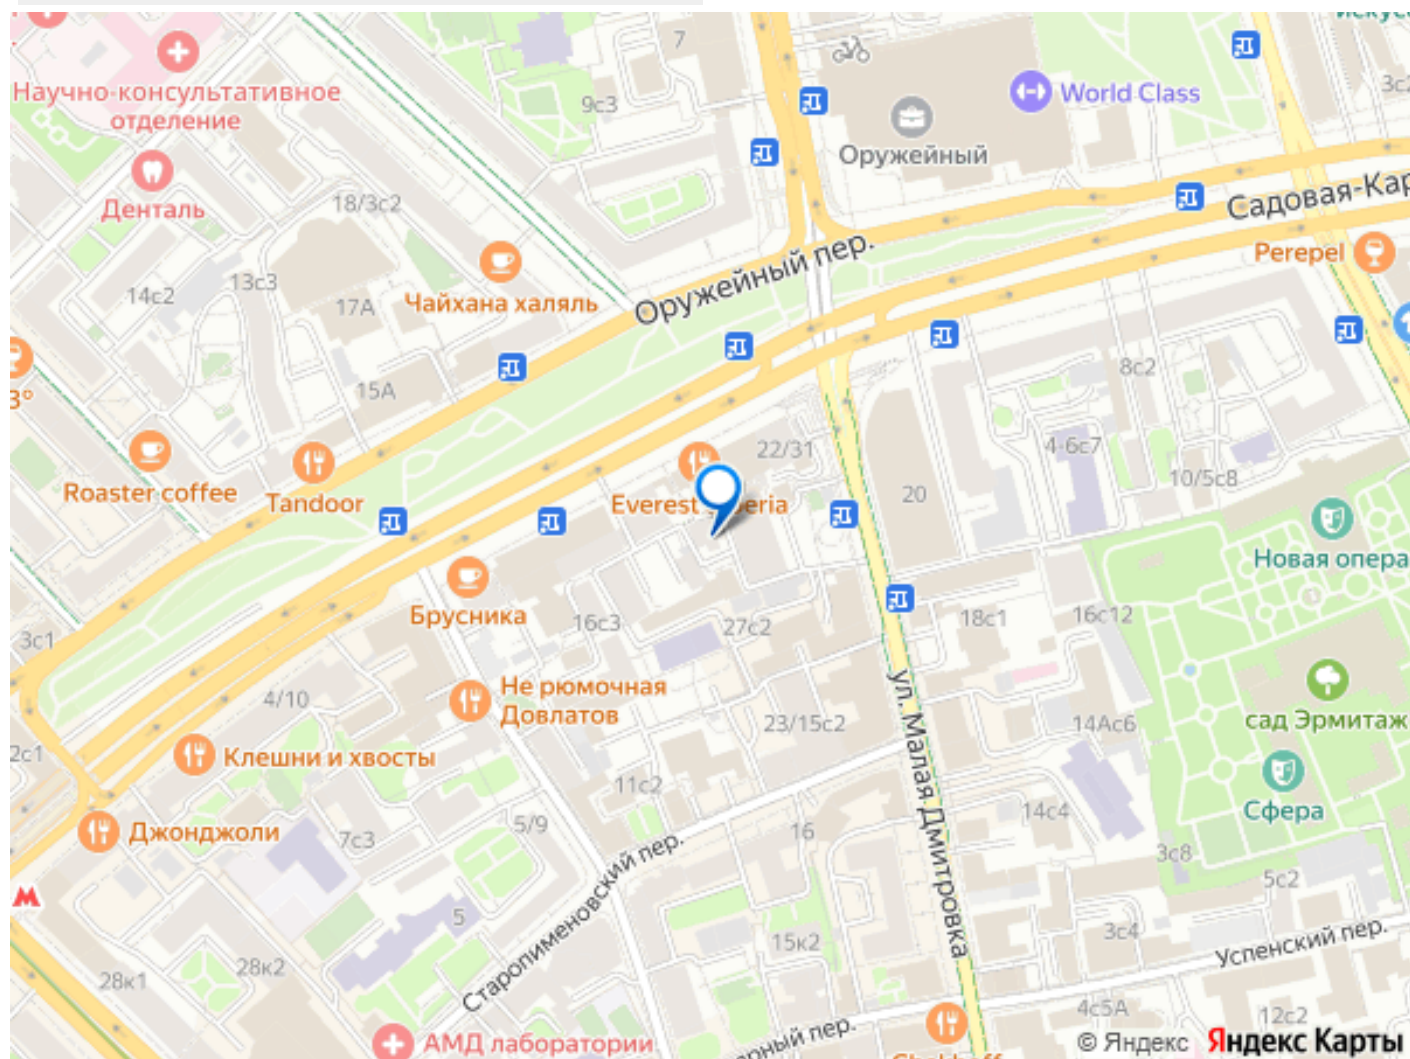 7
Научно-консультативное
отделение
9с3
World Class
Оружейный
Денталь
18/3с2
Садовая-Кар
Perepel
Оружейный пер.
14с2
13с3
17А
Чайхана халяль
15А
8с2
3°
22/31
4-6с7
10/5с8
Roaster coffee
Tandoor
Everest
20
Новая опера
Брусника
16с3
27с2
18с1
16с12
3с1
4/10
Не рюмочная
Довлатов
23/15с2
ул. Малая Дмитровка
14Ас6
сад Эрмитаж
2с1
Клешни и хвосты
11с2
14с4
Сфера
Джонджоли
7с3
5/9
16
3с8
5с2
Старопименовский пер.
5
15к2
3с4
Успенский пер.
28к1
28к2
4с5А
12с2
АМД лаборатории
© Яндекс Яндекс Карты